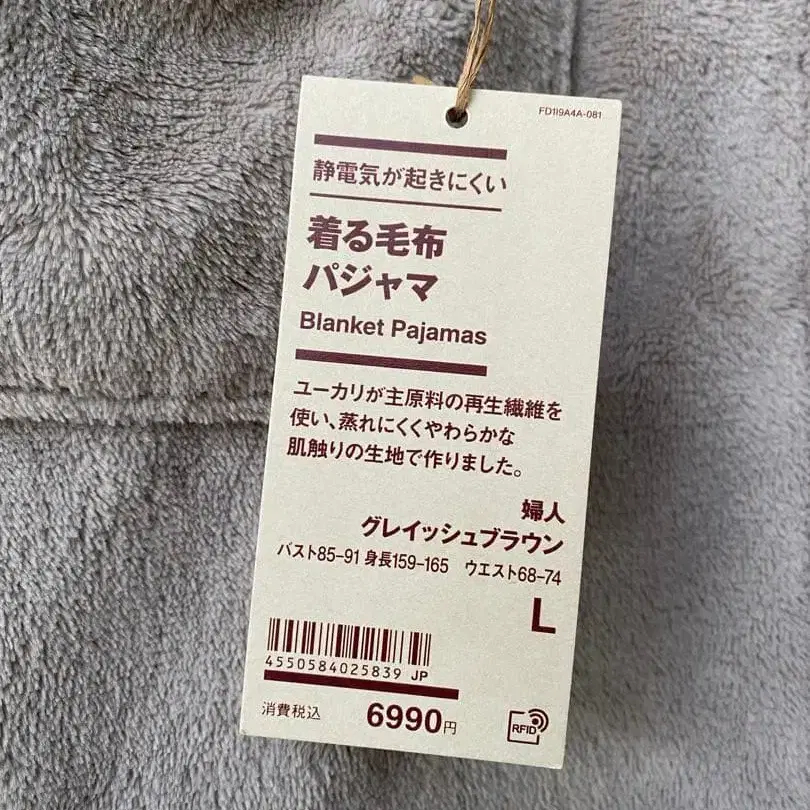 FD1I9A4A-081
静電気が起きにくい
着る毛布
パジャマ
Blanket Pajamas
ユーカリが主原料の再生繊維を
使い、蒸れにくくやわらかな
肌触りの生地で作りました。
婦人
グレイッシュブラウン
バスト85-91 身長159-165 ウエスト68-74
L
4550584025839 JP
消費税込 6990円
RFID